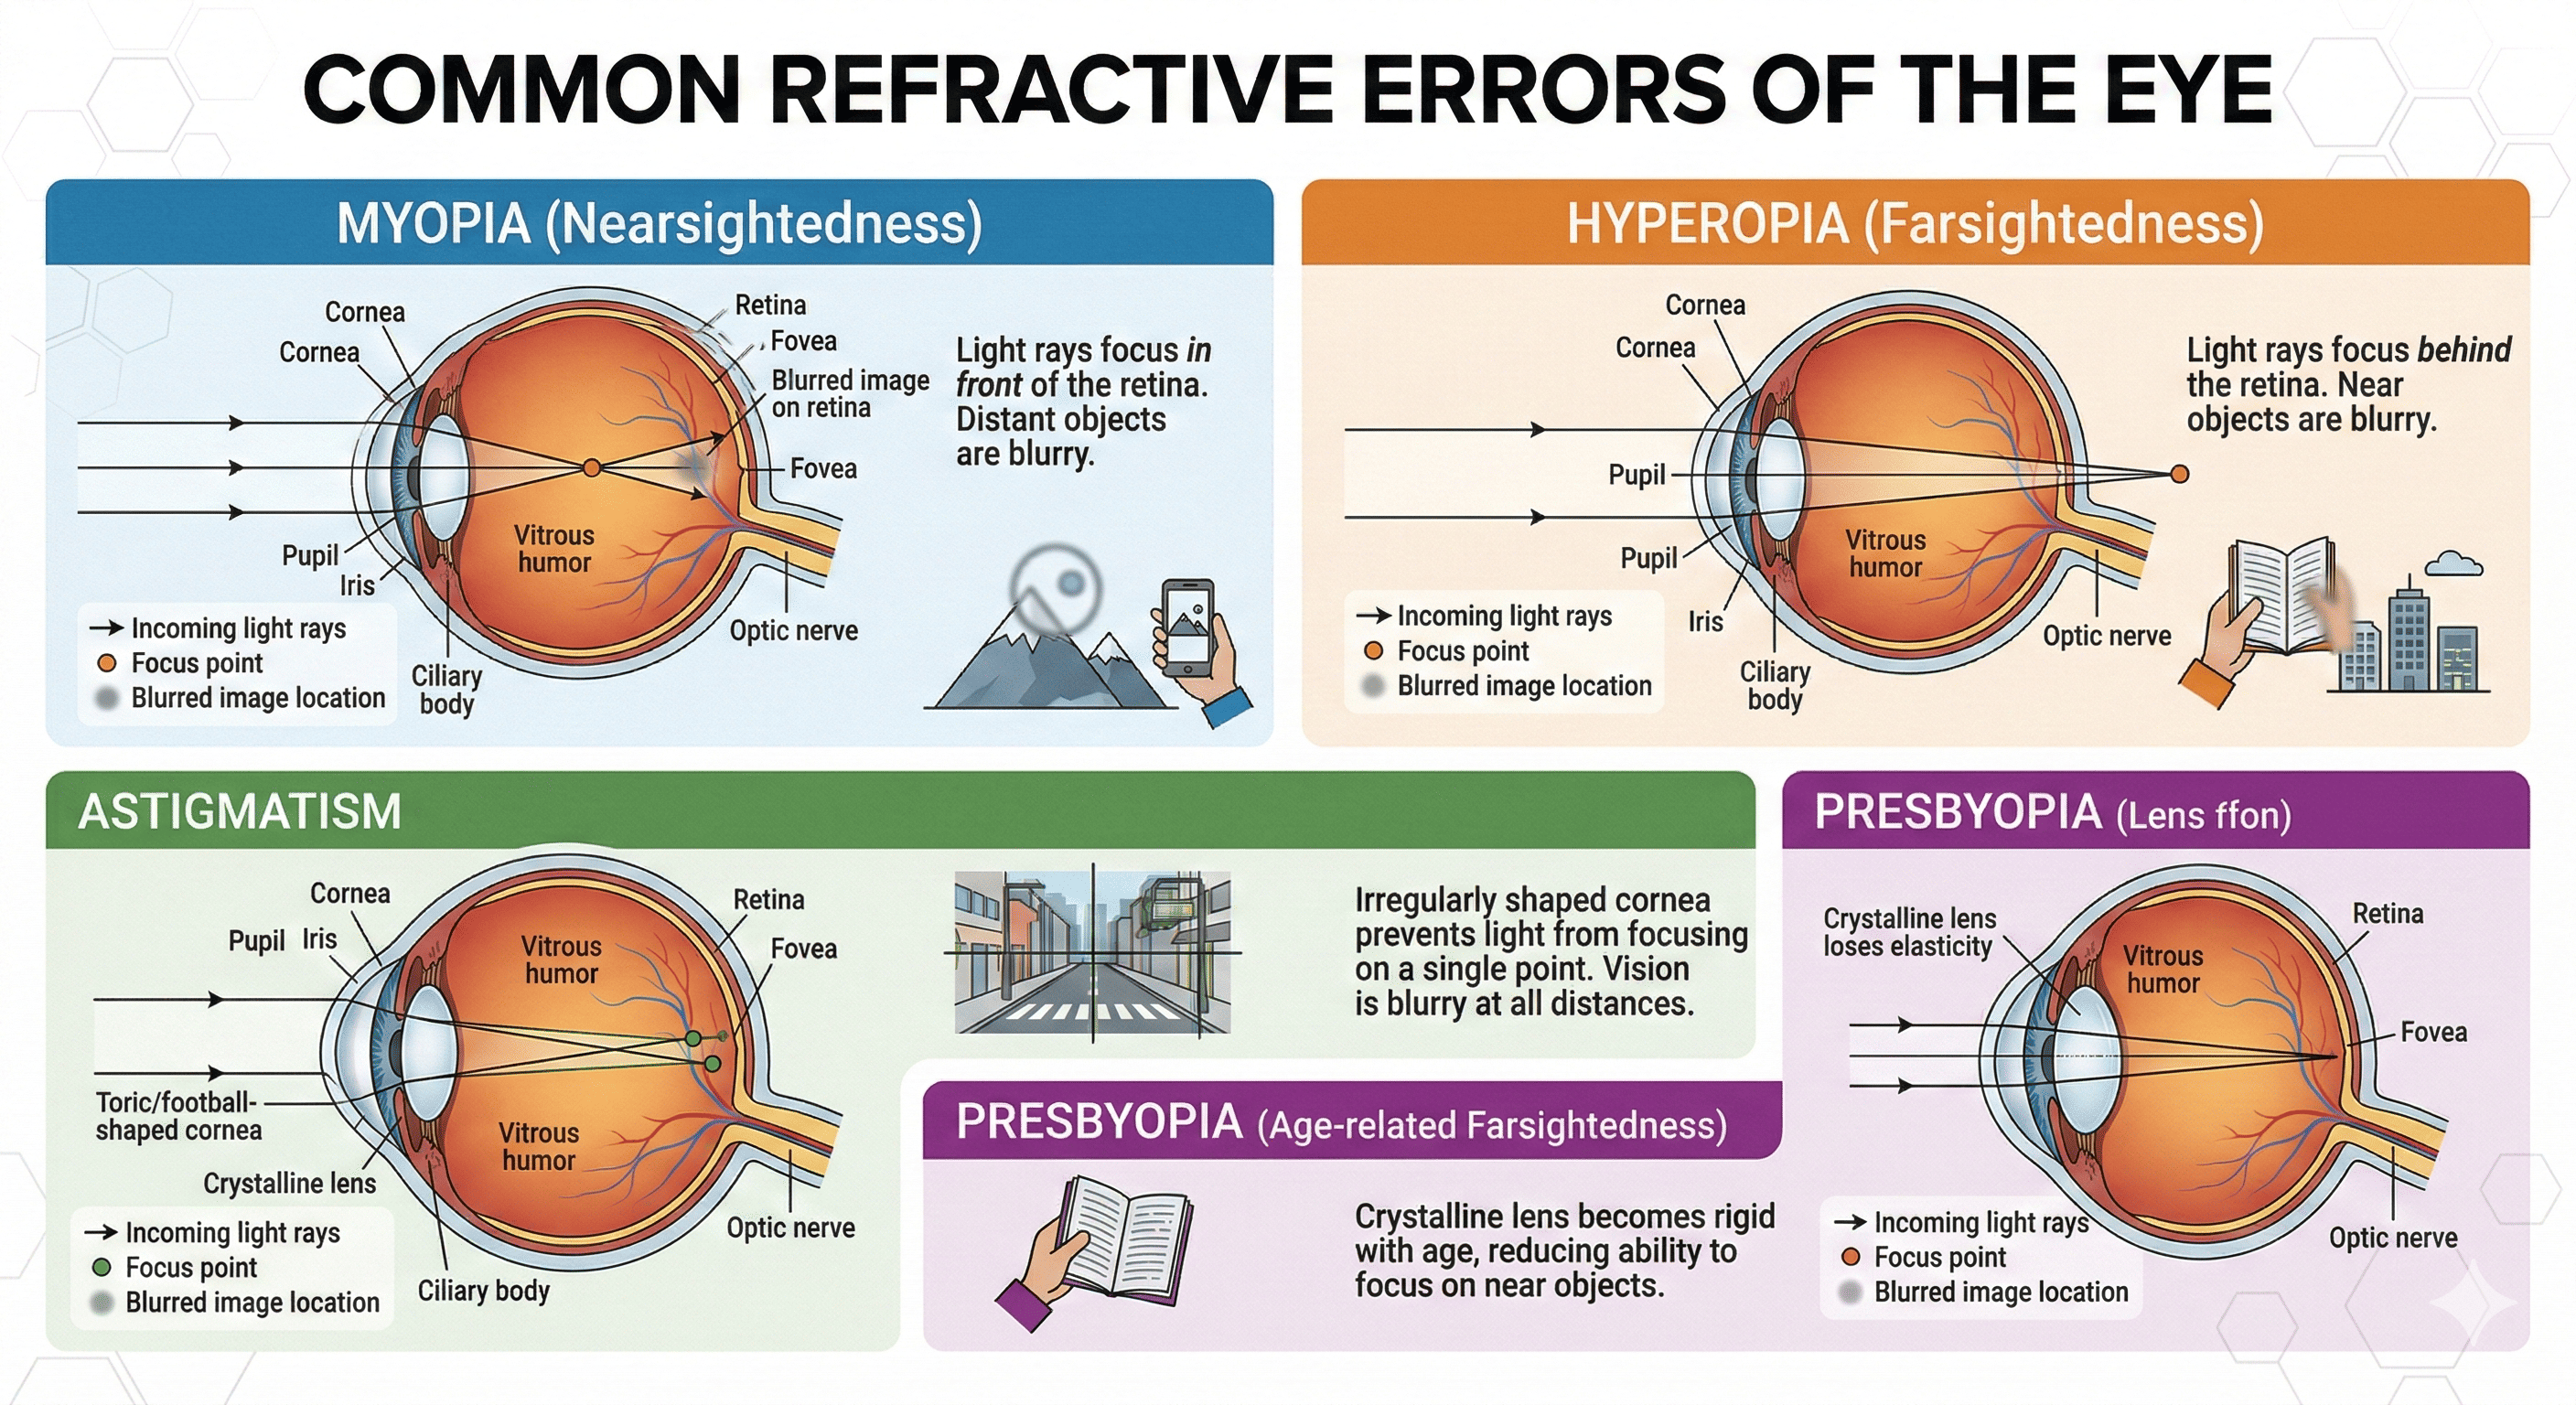 COMMON REFRACTIVE ERRORS OF THE EYE
MYOPIA (Nearsightedness)
Cornea
Cornea
Retina
Fovea
Blurred image
on retina
Fovea
Vitrous
humor
Pupil
Iris
Ciliary
body
Optic nerve
Incoming light rays
Focus point
Blurred image location
Light rays focus in
front of the retina.
Distant objects
are blurry.
HYPEROPIA (Farsightedness)
Cornea
Cornea
Pupil
Pupil
Iris
Vitrous
humor
Ciliary
body
Optic nerve
Incoming light rays
Focus point
Blurred image location
Light rays focus behind
the retina. Near
objects are blurry.
ASTIGMATISM
Cornea
Pupil Iris
Retina
Fovea
Vitrous
humor
Toric/football-
shaped cornea
Vitrous
humor
Crystalline lens
Optic nerve
Ciliary body
Incoming light rays
Focus point
Blurred image location
Irregularly shaped cornea
prevents light from focusing
on a single point. Vision
is blurry at all distances.
PRESBYOPIA (Age-related Farsightedness)
Crystalline lens becomes rigid
with age, reducing ability to
focus on near objects.
PRESBYOPIA (Lens ffon)
Crystalline lens
loses elasticity
Vitrous
humor
Retina
Fovea
Optic nerve
Incoming light rays
Focus point
Blurred image location